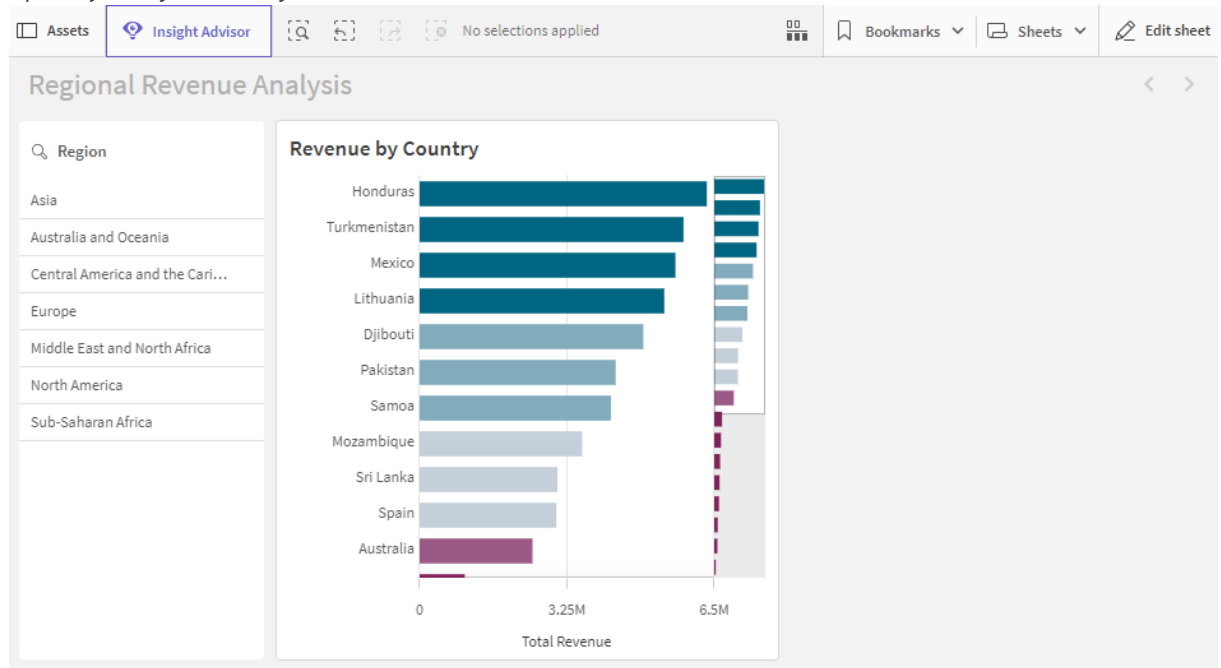 Assets Insight Advisor No selections applied Bookmarks Sheets Edit sheet
Regional Revenue Analysis
Region
Asia
Australia and Oceania
Central America and the Cari...
Europe
Middle East and North Africa
North America
Sub-Saharan Africa
Revenue by Country
Honduras
Turkmenistan
Mexico
Lithuania
Djibouti
Pakistan
Samoa
Mozambique
Sri Lanka
Spain
Australia
0 3.25M 6.5M
Total Revenue